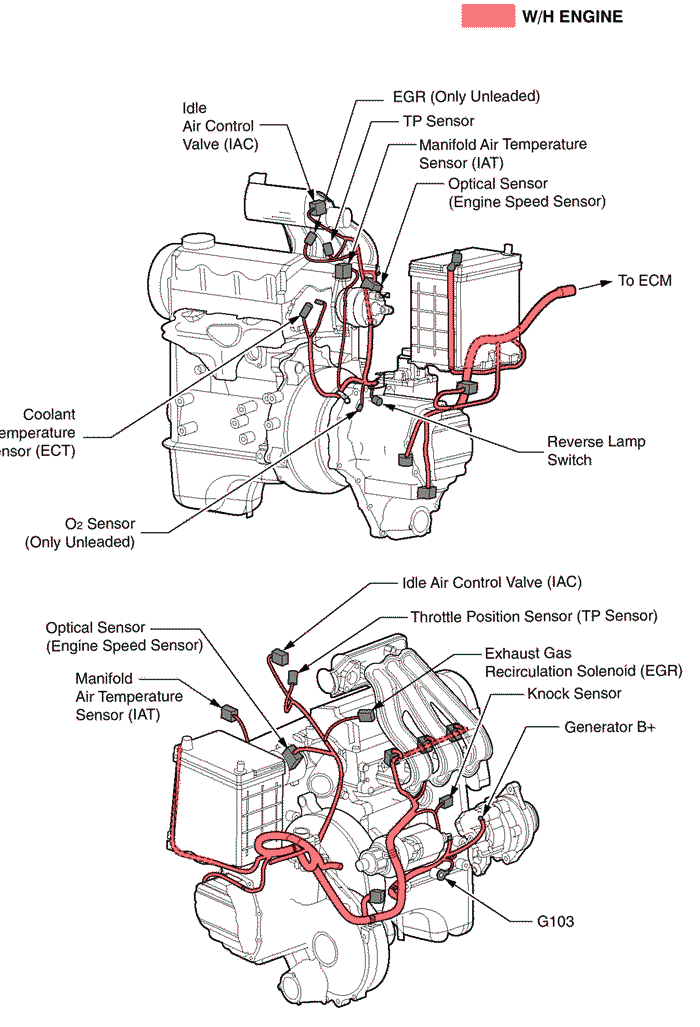 W/H ENGINE
EGR (Only Unleaded)
Idle
Air Control
Valve (IAC)
TP Sensor
Manifold Air Temperature
Sensor (IAT)
Optical Sensor
(Engine Speed Sensor)
To ECM
Coolant
emperature
ensor (ECT)
Reverse Lamp
Switch
O2 Sensor
(Only Unleaded)
Idle Air Control Valve (IAC)
Throttle Position Sensor (TP Sensor)
Optical Sensor
(Engine Speed Sensor)
Exhaust Gas
Recirculation Solenoid (EGR)
Manifold
Air Temperature
Sensor (IAT)
Knock Sensor
Generator B+
G103